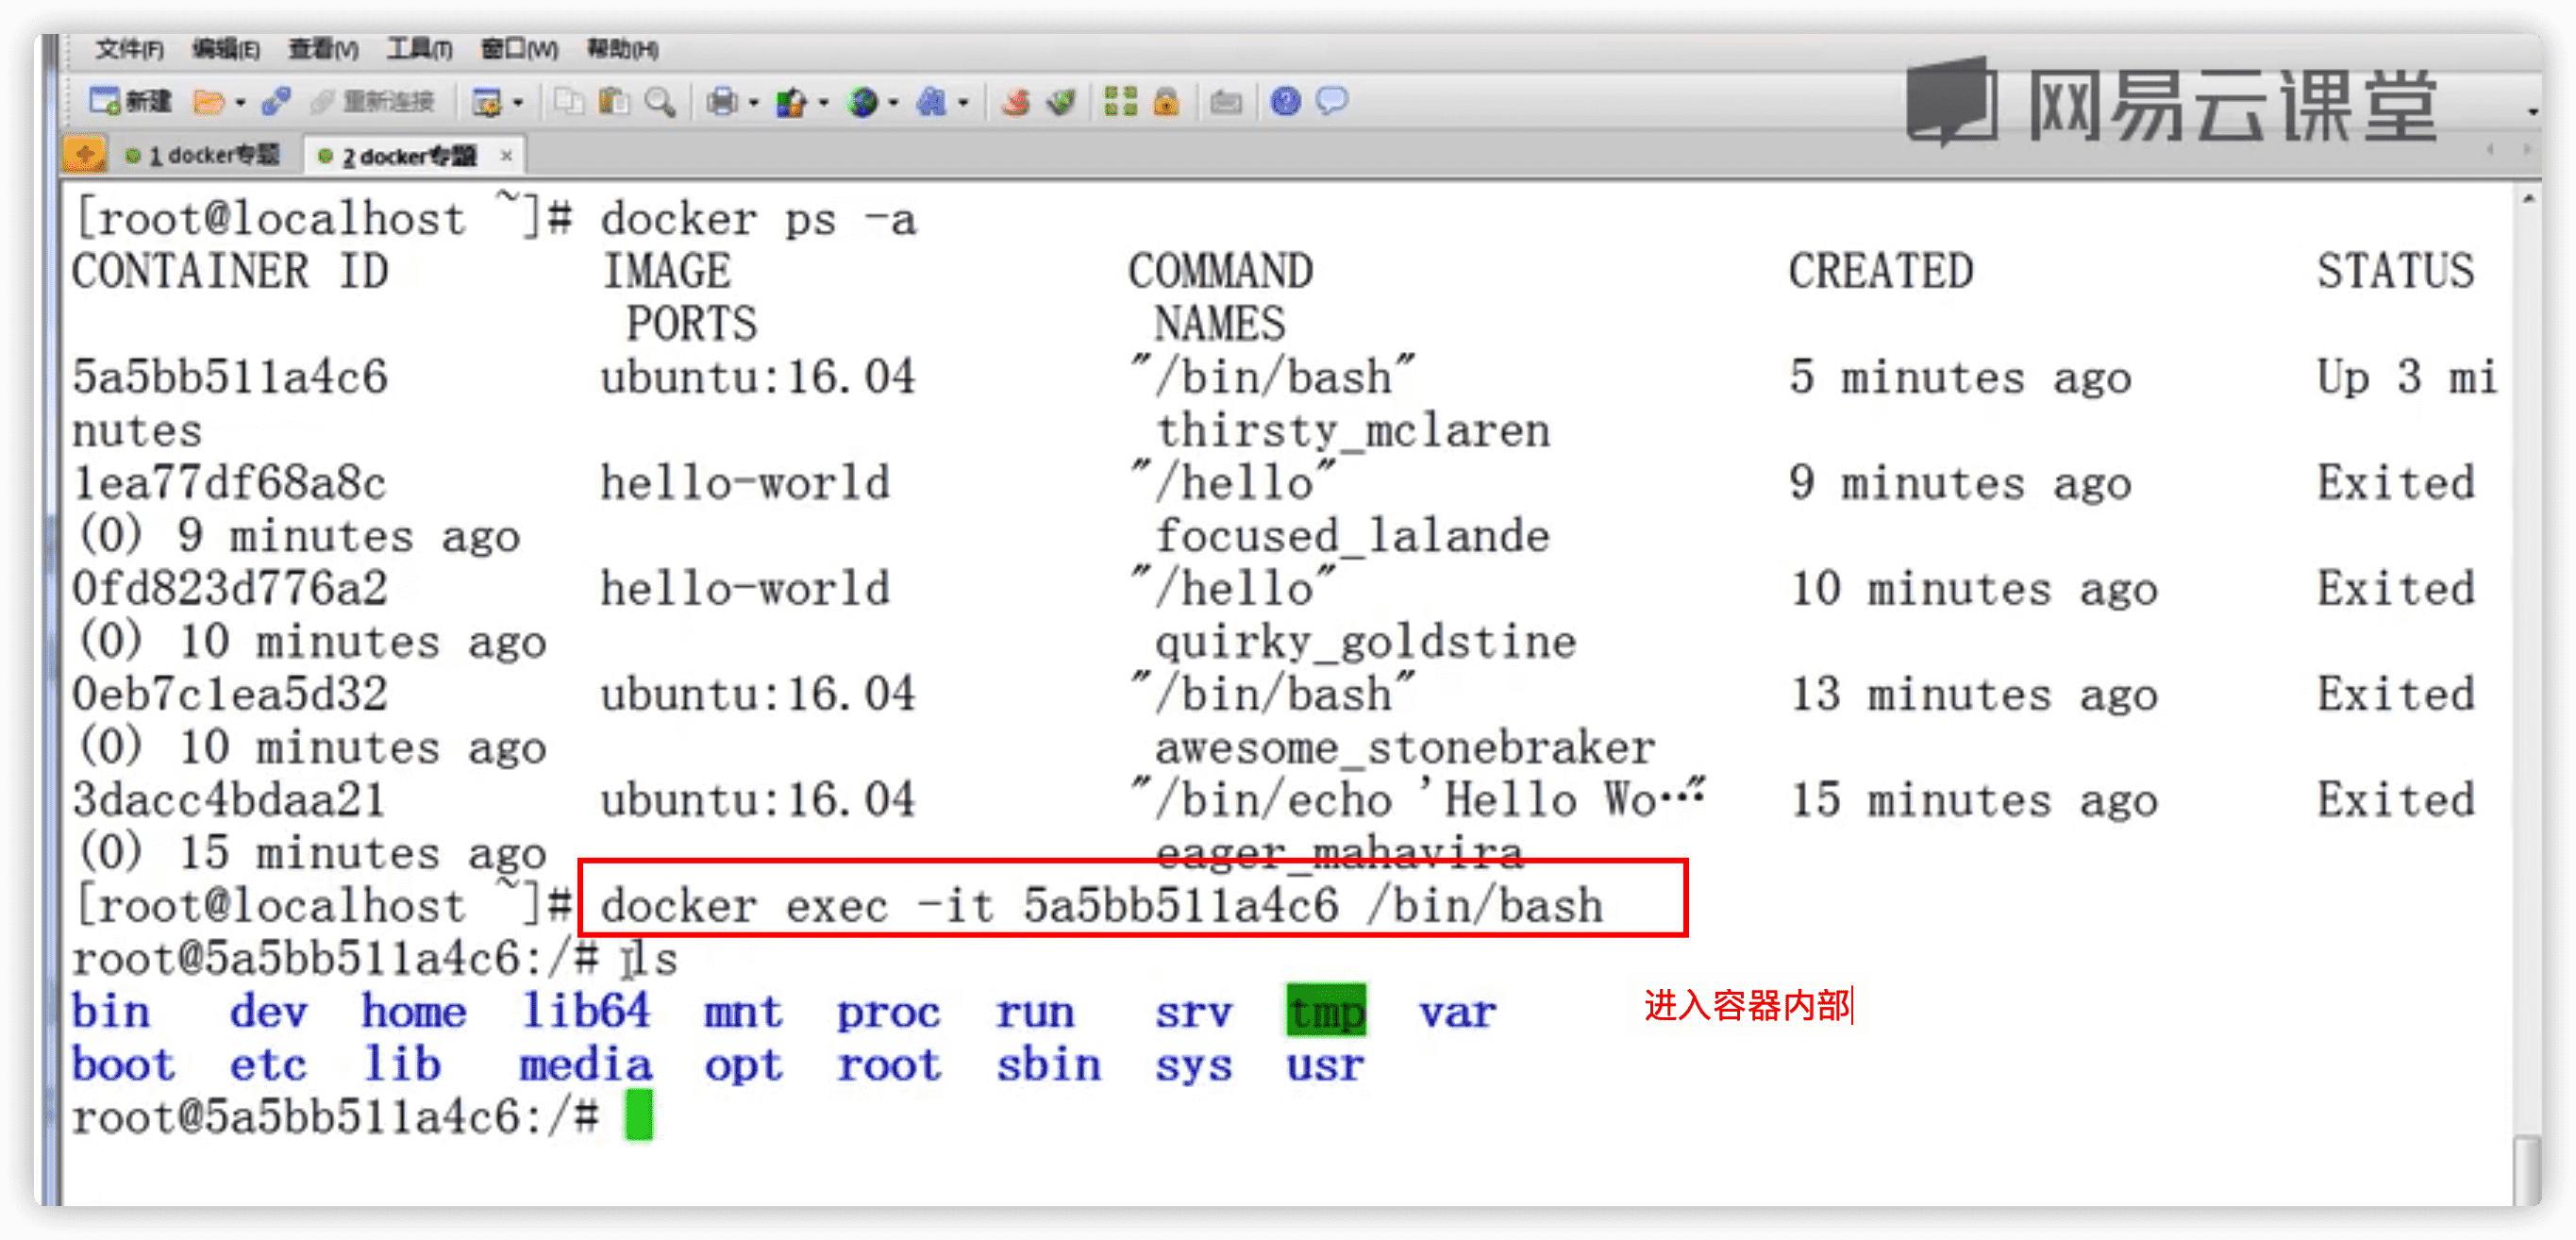 文件(F) 编辑(E) 查看(V) 工具(T) 窗口(W) 帮助(H)
新建 重新连接
网易云课堂
1 docker专题 2 docker专题 ×
[root@localhost ~]# docker ps -a
CONTAINER ID IMAGE COMMAND CREATED STATUS
PORTS NAMES
5a5bb511a4c6 ubuntu:16.04 "/bin/bash" 5 minutes ago Up 3 mi
nutes thirsty_mclaren
1ea77df68a8c hello-world "/hello" 9 minutes ago Exited
(0) 9 minutes ago focused_lalande
0fd823d776a2 hello-world "/hello" 10 minutes ago Exited
(0) 10 minutes ago quirky_goldstine
0eb7c1ea5d32 ubuntu:16.04 "/bin/bash" 13 minutes ago Exited
(0) 10 minutes ago awesome_stonebraker
3dacc4bdaa21 ubuntu:16.04 "/bin/echo 'Hello Wo…" 15 minutes ago Exited
(0) 15 minutes ago eager_mahavira
[root@localhost ~]# docker exec -it 5a5bb511a4c6 /bin/bash
root@5a5bb511a4c6:/# ls
bin dev home lib64 mnt proc run srv tmp var
进入容器内部
boot etc lib media opt root sbin sys usr
root@5a5bb511a4c6:/#